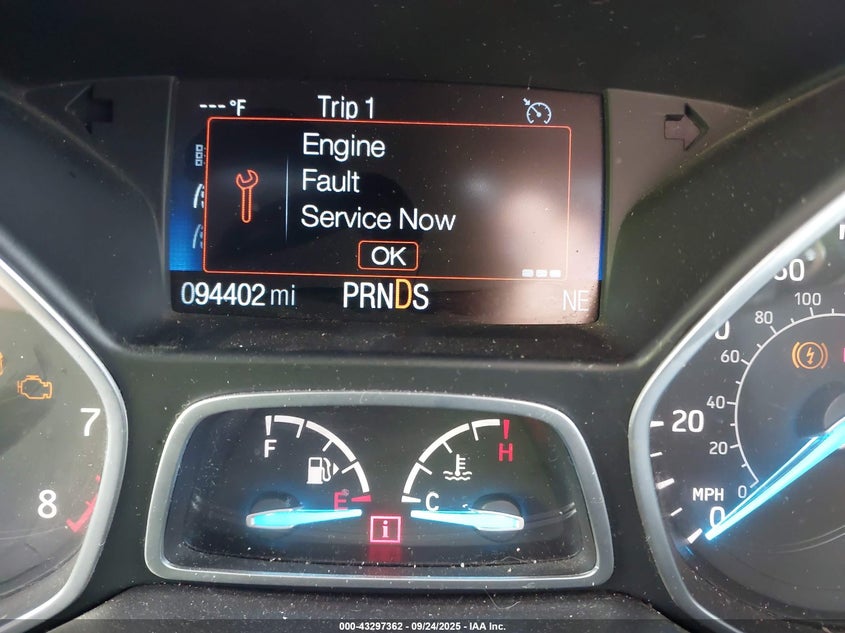 ---°F Trip 1
Engine
Fault
Service Now
OK
094402 mi PRNDS NE
7
8
F
E
C
H
i
20
MPH
0
0
20
40
60
80
100
000-43297362 - 09/24/2025 - IAA Inc.